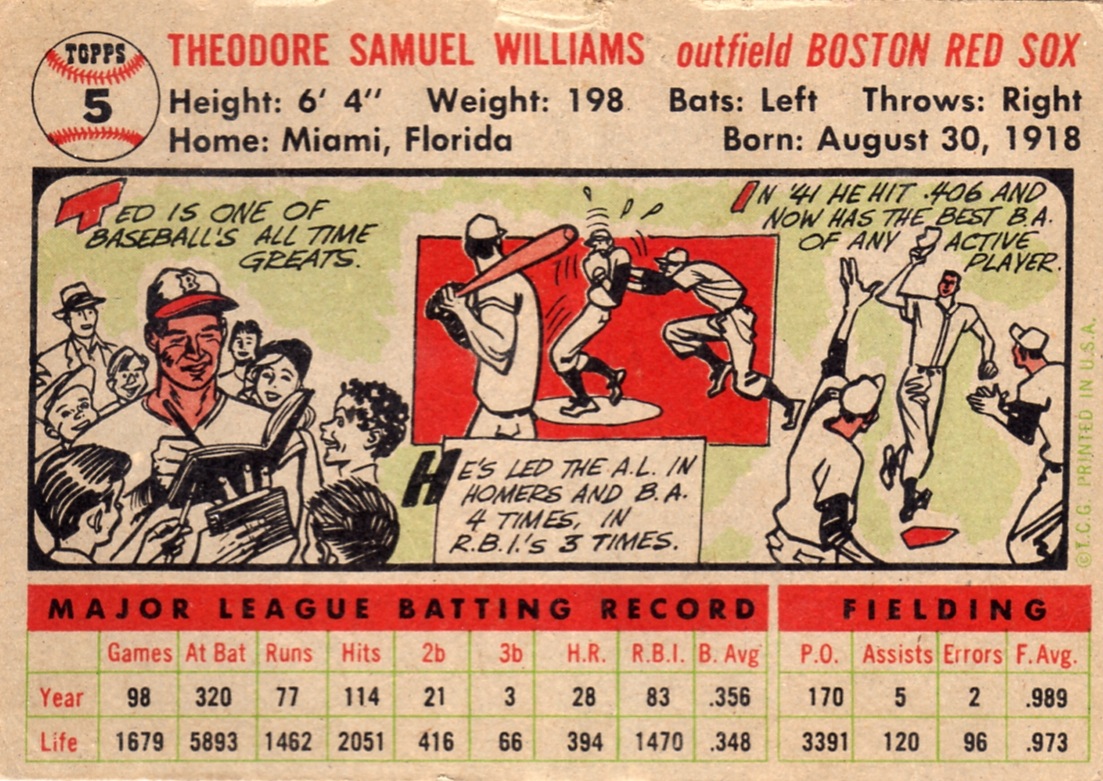 TOPPS
5
THEODORE SAMUEL WILLIAMS outfield BOSTON RED SOX
Height: 6' 4" Weight: 198 Bats: Left Throws: Right
Home: Miami, Florida Born: August 30, 1918
TED IS ONE OF
BASEBALL'S ALL TIME
GREATS.
B
HE'S LED THE A.L. IN
HOMERS AND B.A.
4 TIMES, IN
R.B.I.'S 3 TIMES.
IN '41 HE HIT .406 AND
NOW HAS THE BEST B.A.
OF ANY ACTIVE
PLAYER.
© T.C.G. PRINTED IN U.S.A.
MAJOR LEAGUE BATTING RECORD FIELDING
Games At Bat Runs Hits 2b 3b H.R. R.B.I. B. Avg P.O. Assists Errors F. Avg.
Year 98 320 77 114 21 3 28 83 .356 170 5 2 .989
Life 1679 5893 1462 2051 416 66 394 1470 .348 3391 120 96 .973